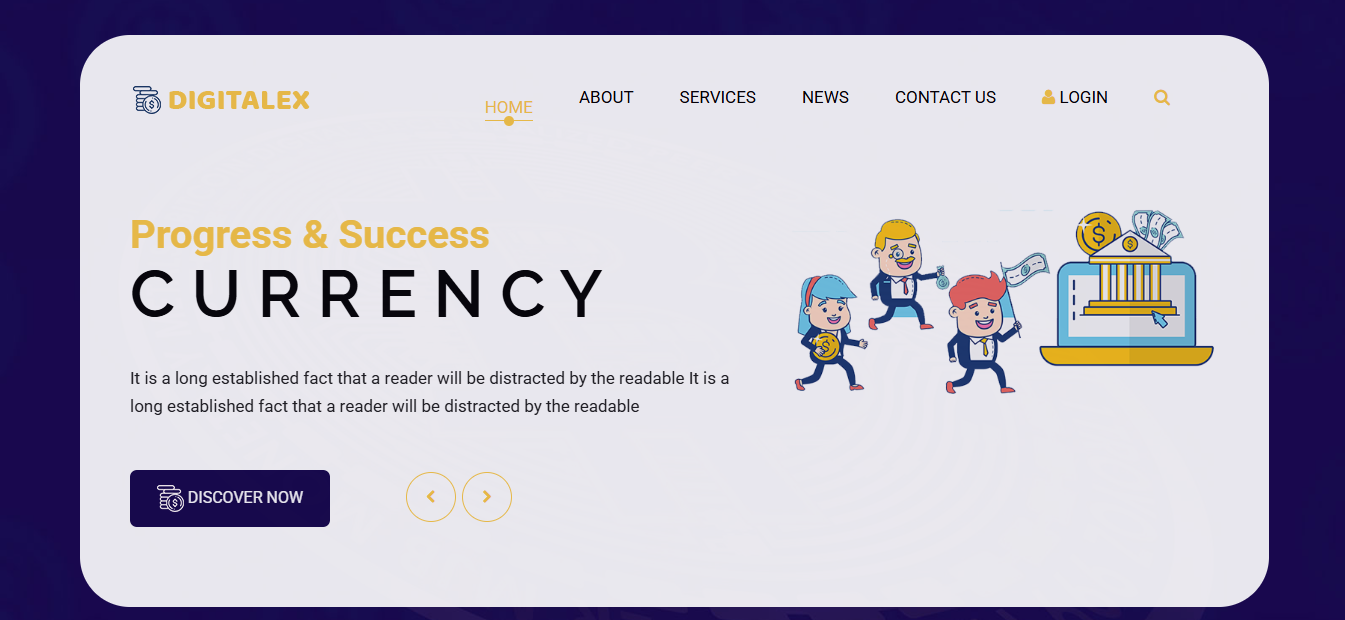 DIGITALEX
HOME
ABOUT
SERVICES
NEWS
CONTACT US
LOGIN
Progress & Success
CURRENCY
It is a long established fact that a reader will be distracted by the readable It is a
long established fact that a reader will be distracted by the readable
DISCOVER NOW